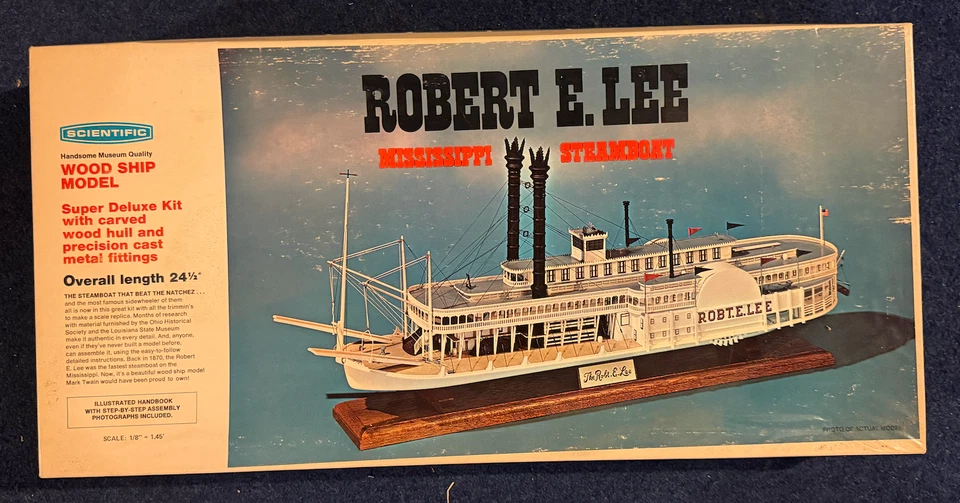 ROBERT E. LEE
MISSISSIPPI STEAMBOAT
SCIENTIFIC
Handsome Museum Quality
WOOD SHIP
MODEL
Super Deluxe Kit
with carved
wood hull and
precision cast
metal fittings
Overall length 24½"
THE STEAMBOAT THAT BEAT THE NATCHEZ . . .
and the most famous sidewheeler of them
all is now in this great kit with all the trimmin's
to make a scale replica. Months of research
with material furnished by the Ohio Historical
Society and the Louisiana State Museum
make it authentic in every detail. And, anyone,
even if they've never built a model before,
can assemble it, using the easy-to-follow
detailed instructions. Back in 1870, the Robert
E. Lee was the fastest steamboat on the
Mississippi. Now, it's a beautiful wood ship model
Mark Twain would have been proud to own!
ILLUSTRATED HANDBOOK
WITH STEP-BY-STEP ASSEMBLY
PHOTOGRAPHS INCLUDED.
SCALE: 1/8" = 1.45'
ROBT. E. LEE
The Robt. E. Lee
PHOTO OF ACTUAL MODEL